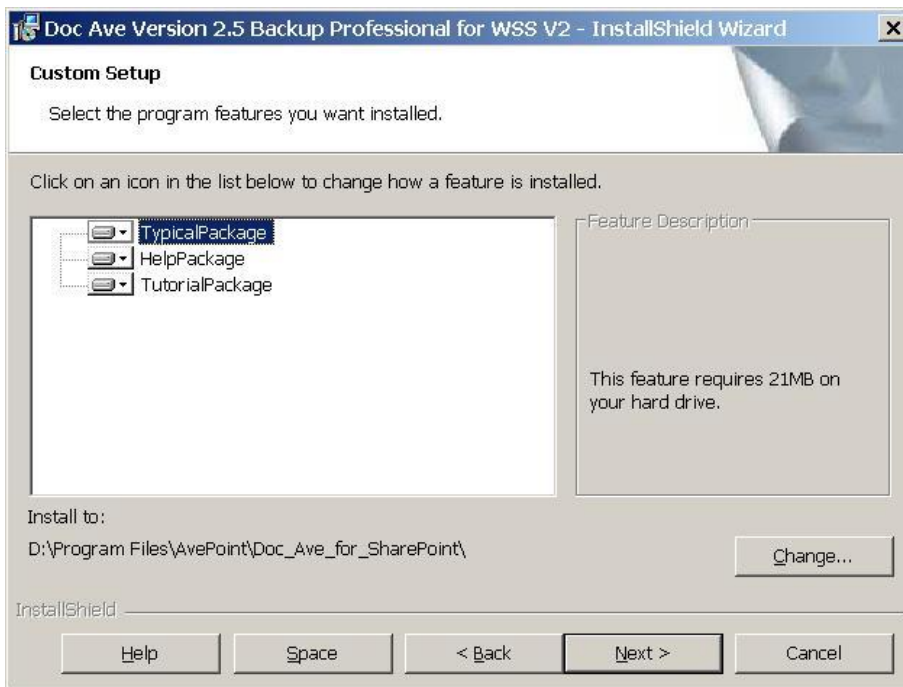 Doc Ave Version 2.5 Backup Professional for WSS V2 - InstallShield Wizard
Custom Setup
Select the program features you want installed.
Click on an icon in the list below to change how a feature is installed.
TypicalPackage
HelpPackage
TutorialPackage
Feature Description
This feature requires 21MB on
your hard drive.
Install to:
D:\Program Files\AvePoint\Doc_Ave_for_SharePoint\
Change...
InstallShield
Help
Space
< Back
Next >
Cancel